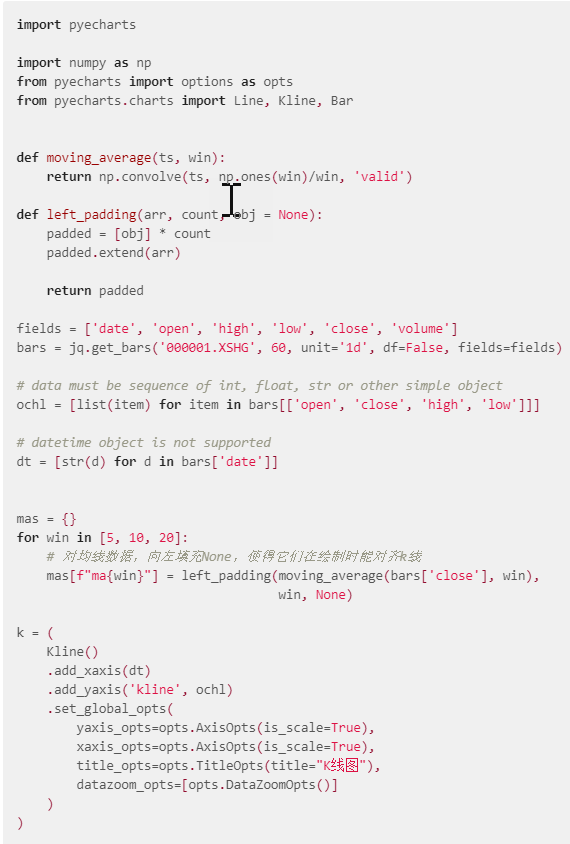 import pyecharts

import numpy as np
from pyecharts import options as opts
from pyecharts.charts import Line, Kline, Bar


def moving_average(ts, win):
    return np.convolve(ts, np.ones(win)/win, 'valid')

def left_padding(arr, count, obj = None):
    padded = [obj] * count
    padded.extend(arr)

    return padded

fields = ['date', 'open', 'high', 'low', 'close', 'volume']
bars = jq.get_bars('000001.XSHG', 60, unit='1d', df=False, fields=fields)

# data must be sequence of int, float, str or other simple object
ochl = [list(item) for item in bars[['open', 'close', 'high', 'low']]]

# datetime object is not supported
dt = [str(d) for d in bars['date']]


mas = {}
for win in [5, 10, 20]:
    # 对均线数据，向左填充None，使得它们在绘制时能对齐k线
    mas[f"ma{win}"] = left_padding(moving_average(bars['close'], win),
                                   win, None)

k = (
    Kline()
    .add_xaxis(dt)
    .add_yaxis('kline', ochl)
    .set_global_opts(
        yaxis_opts=opts.AxisOpts(is_scale=True),
        xaxis_opts=opts.AxisOpts(is_scale=True),
        title_opts=opts.TitleOpts(title="K线图"),
        datazoom_opts=[opts.DataZoomOpts()]
    )
)